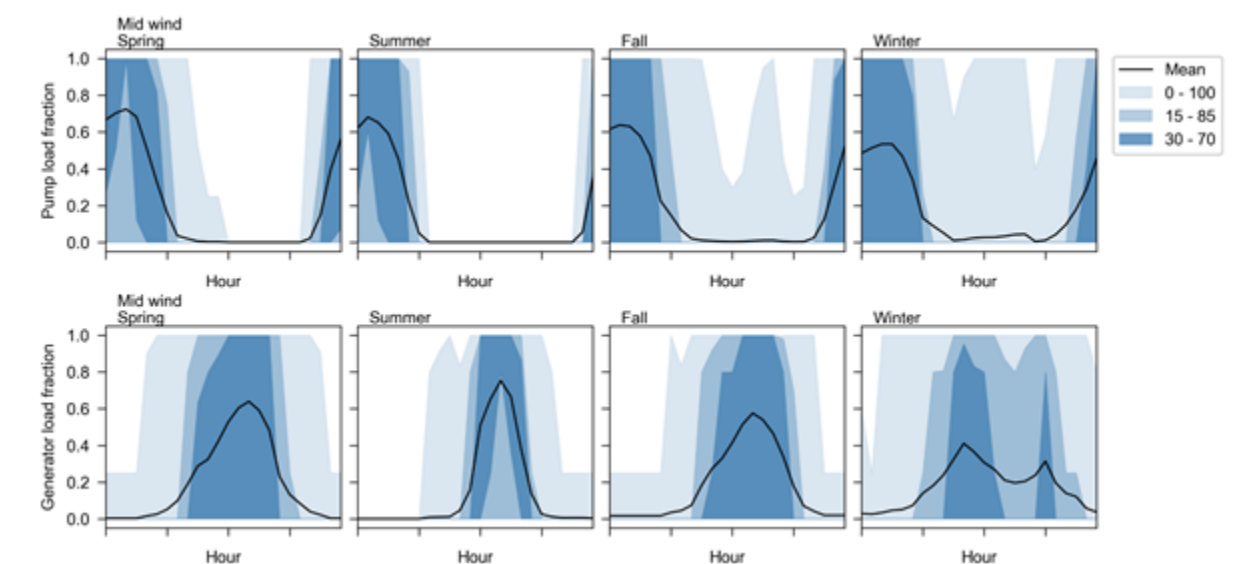 Mid wind
Spring
Summer
Fall
Winter
1.0
0.8
0.6
0.4
0.2
0.0
Pump load fraction
Hour
Hour
Hour
Hour
Mean
0 - 100
15 - 85
30 - 70
Mid wind
Spring
Summer
Fall
Winter
1.0
0.8
0.6
0.4
0.2
0.0
Generator load fraction
Hour
Hour
Hour
Hour